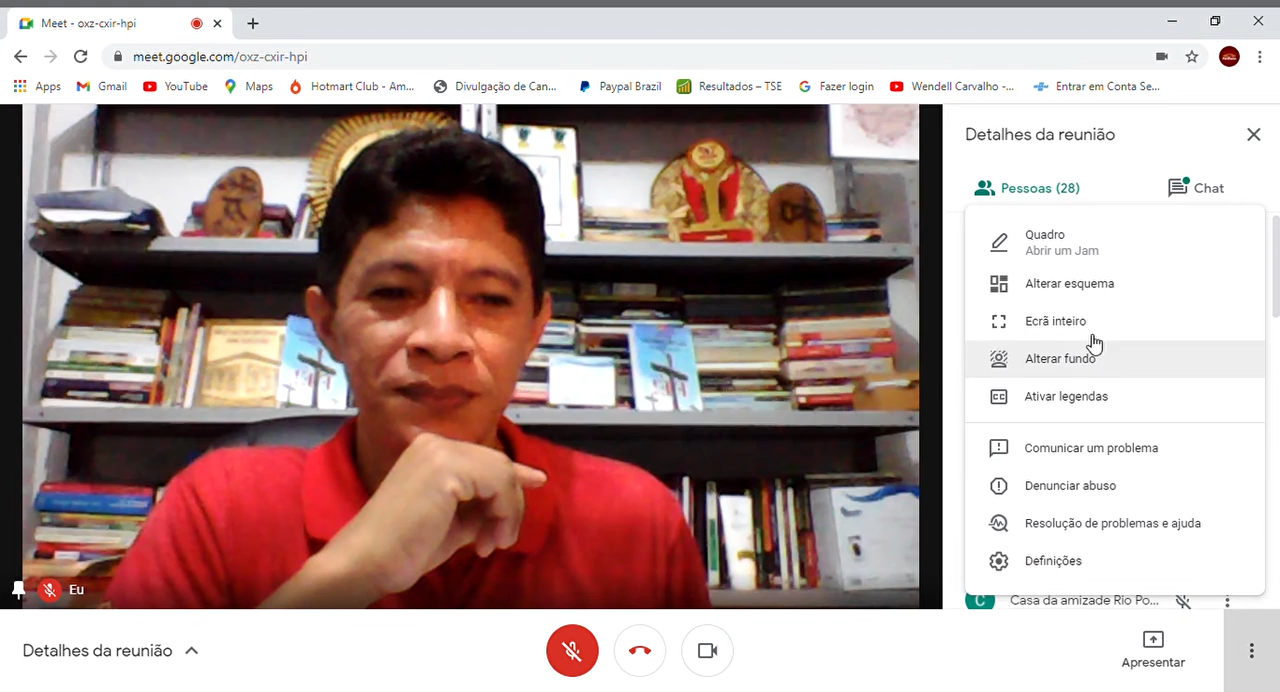 Meet - oxz-cxir-hpi
meet.google.com/oxz-cxir-hpi
Apps
Gmail
YouTube
Maps
Hotmart Club - Am...
Divulgação de Can...
Paypal Brazil
Resultados – TSE
Fazer login
Wendell Carvalho -...
Entrar em Conta Se...
Detalhes da reunião
Pessoas (28)
Chat
Quadro
Abrir um Jam
Alterar esquema
Ecrã inteiro
Alterar fundo
CC
Ativar legendas
Comunicar um problema
Denunciar abuso
Resolução de problemas e ajuda
Definições
Eu
C
Casa da amizade Rio Po...
Detalhes da reunião
Apresentar